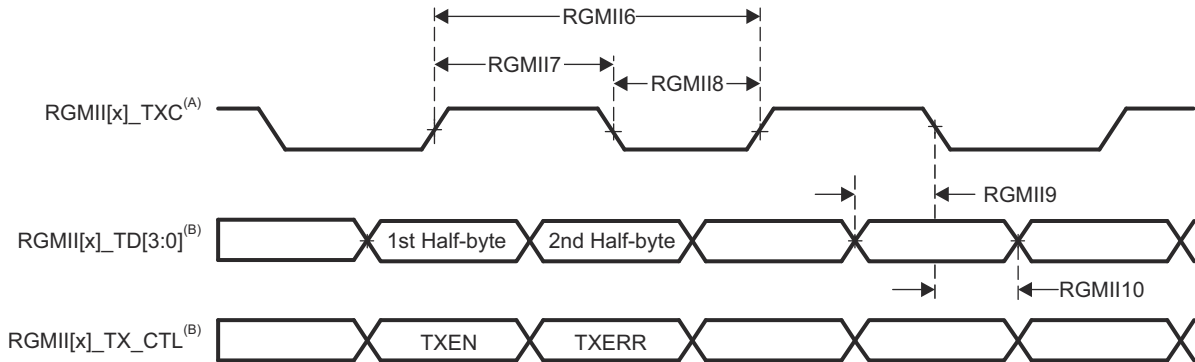 RGMII6
RGMII7
RGMII8
RGMII[x]_TXC(A)
RGMII9
RGMII[x]_TD[3:0](B)
1st Half-byte
2nd Half-byte
RGMII10
RGMII[x]_TX_CTL(B)
TXEN
TXERR